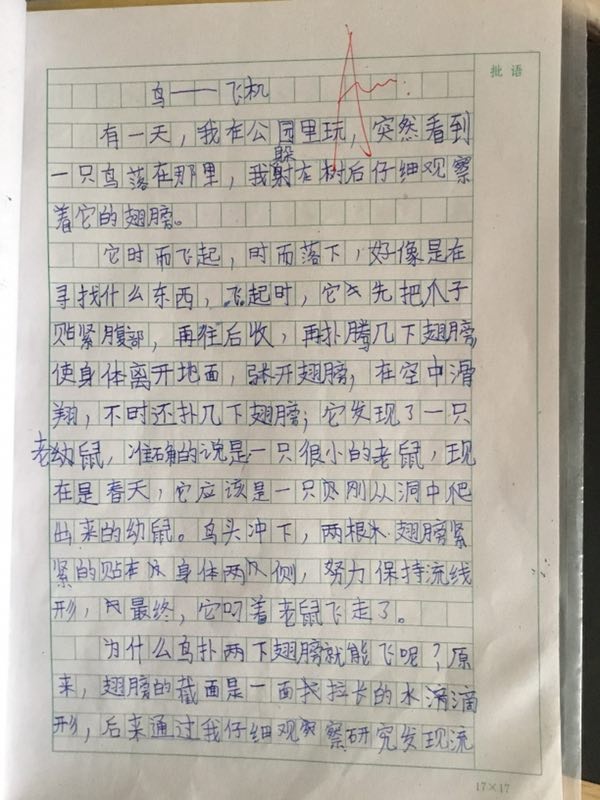 批语
鸟——飞机
有一天，我在公园里玩，突然看到
一只鸟落在那里，我躲在树后仔细观察
着它的翅膀。
它时而飞起，时而落下，好像是在
寻找什么东西，飞起时，它先把爪子
贴紧腹部，再往后收，再扑腾几下翅膀，
使身体离开地面，张开翅膀，在空中滑
翔，不时还扑几下翅膀；它发现了一只
老幼鼠，准确的说是一只很小的老鼠，现
在是春天，它应该是一只刚从洞中爬
出来的幼鼠。鸟头冲下，两根翅膀紧
紧的贴在身体两侧，努力保持流线
形，最终，它叼着老鼠飞走了。
为什么鸟扑两下翅膀就能飞呢？原
来，翅膀的截面是一面拉长的水滴
形，后来通过我仔细观察研究发现流
17×17